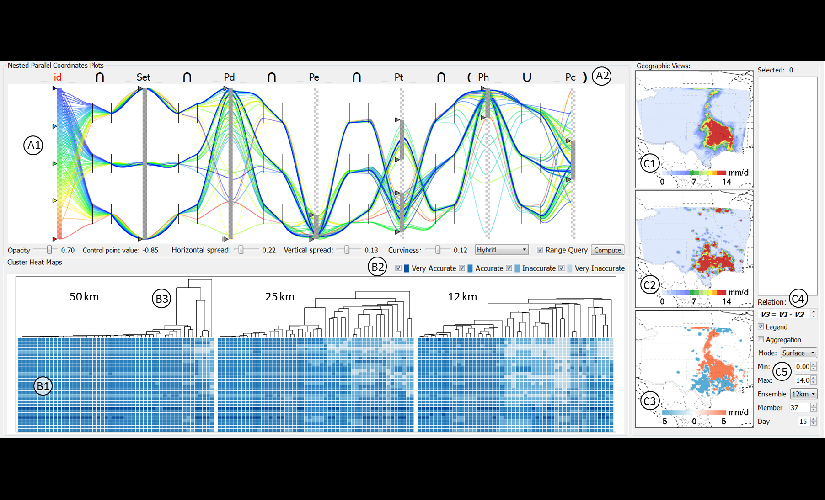 Nested Parallel Coordinates Plots
id ∩ Set ∩ Pd ∩ Pe ∩ Pt ∩ ( Ph ∪ Pc ) A2
A1
Opacity 0.70 Control point value: -0.85 Horizontal spread: 0.22 Vertical spread: 0.13 Curviness: 0.12 Hybrid Range Query Compute
Cluster Heat Maps
B2 Very Accurate Accurate Inaccurate Very Inaccurate
50 km B3 25 km 12 km
B1
Geographic Views:
C1
0 7 14 mm/d
C2
0 7 14 mm/d
C3
mm/d
-6 0 6
Selected: 0
Relation: C4
V3 = V1 - V2
Legend
Aggregation
Mode: Surface
Min: 0.00
C5
Max: 14.0
Ensemble 12km
Member 37
Day 15